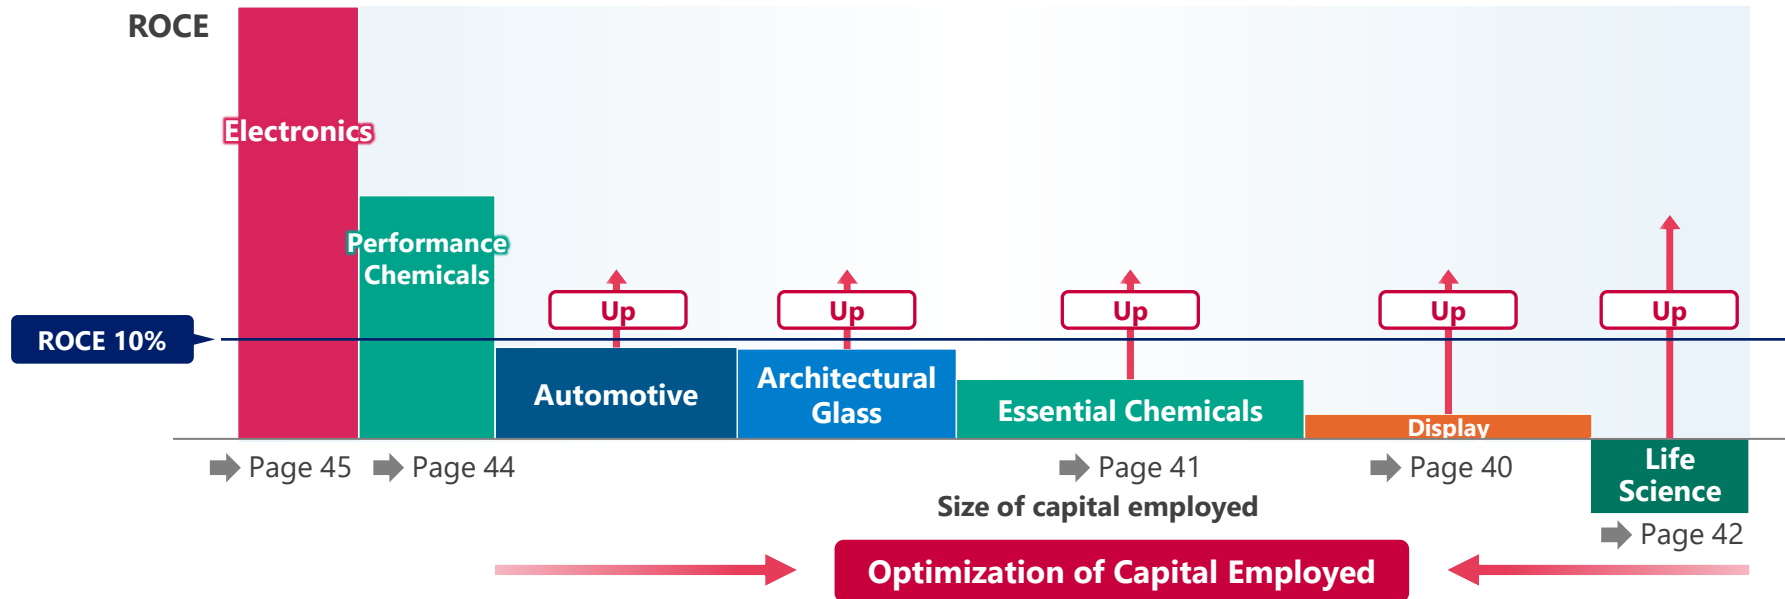 ROCE
Electronics
Performance
Chemicals
Up
Up
Up
Up
Up
ROCE 10%
Automotive
Architectural
Glass
Essential Chemicals
Display
Life
Science
Page 45
Page 44
Page 41
Page 40
Page 42
Size of capital employed
Optimization of Capital Employed